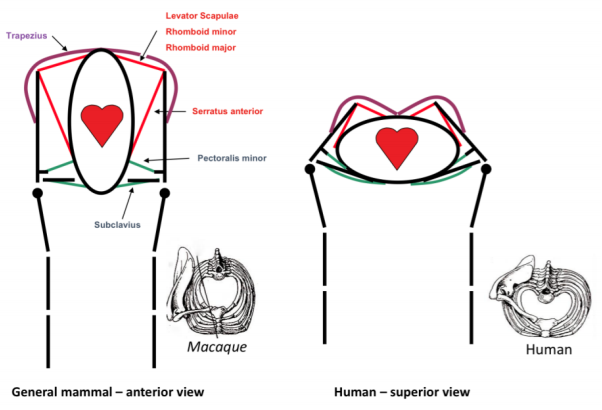 Levator Scapulae
Rhomboid minor
Rhomboid major
Trapezius
Serratus anterior
Pectoralis minor
Subclavius
Macaque
Human
General mammal – anterior view
Human – superior view